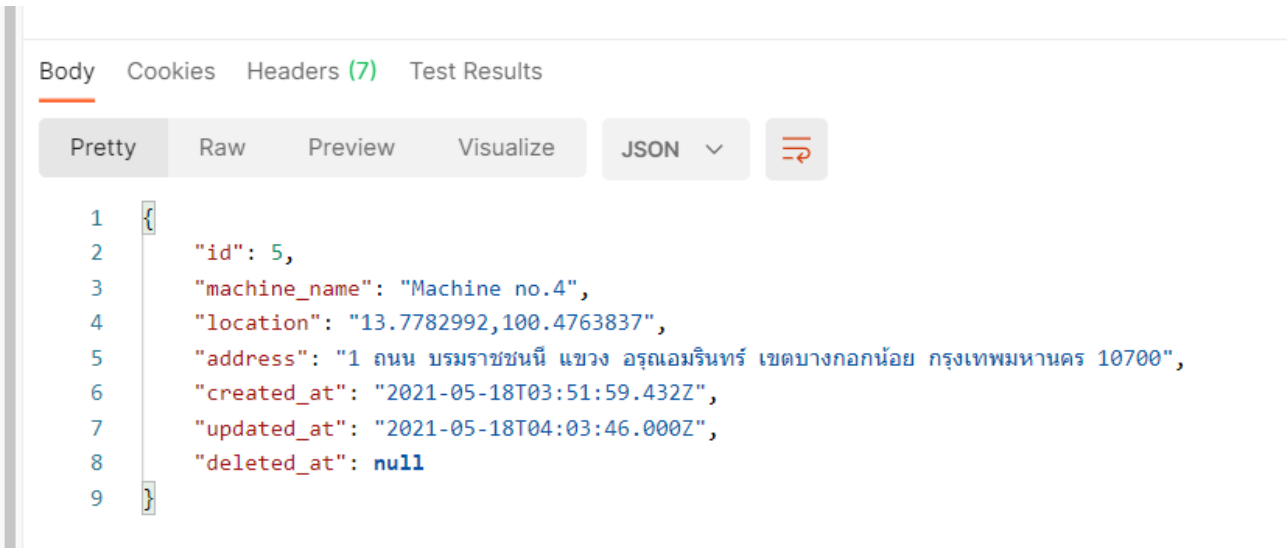 Body Cookies Headers (7) Test Results
Pretty Raw Preview Visualize JSON
1 {
2 "id": 5,
3 "machine_name": "Machine no.4",
4 "location": "13.7782992,100.4763837",
5 "address": "1 ถนน บรมราชชนนี แขวง อรุณอมรินทร์ เขตบางกอกน้อย กรุงเทพมหานคร 10700",
6 "created_at": "2021-05-18T03:51:59.432Z",
7 "updated_at": "2021-05-18T04:03:46.000Z",
8 "deleted_at": null
9 }